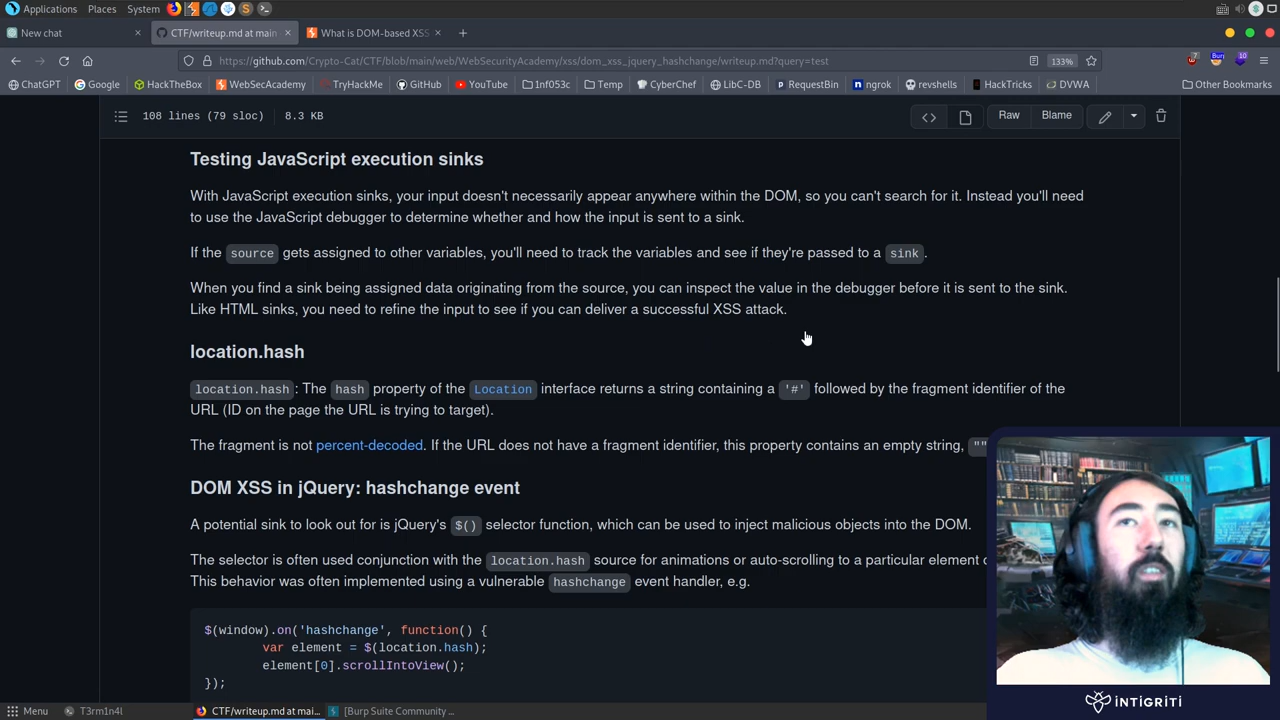 Applications Places System
New chat
CTF/writeup.md at main
What is DOM-based XSS
https://github.com/Crypto-Cat/CTF/blob/main/web/WebSecurityAcademy/xss/dom_xss_jquery_hashchange/writeup.md?query=test
133%
ChatGPT Google HackTheBox WebSecAcademy TryHackMe GitHub YouTube 1nf053c Temp CyberChef LibC-DB RequestBin ngrok revshells HackTricks DVWA Other Bookmarks
108 lines (79 sloc) 8.3 KB
Raw Blame
Testing JavaScript execution sinks
With JavaScript execution sinks, your input doesn't necessarily appear anywhere within the DOM, so you can't search for it. Instead you'll need
to use the JavaScript debugger to determine whether and how the input is sent to a sink.
If the source gets assigned to other variables, you'll need to track the variables and see if they're passed to a sink.
When you find a sink being assigned data originating from the source, you can inspect the value in the debugger before it is sent to the sink.
Like HTML sinks, you need to refine the input to see if you can deliver a successful XSS attack.
location.hash
location.hash: The hash property of the Location interface returns a string containing a '#' followed by the fragment identifier of the
URL (ID on the page the URL is trying to target).
The fragment is not percent-decoded. If the URL does not have a fragment identifier, this property contains an empty string, ""
DOM XSS in jQuery: hashchange event
A potential sink to look out for is jQuery's $() selector function, which can be used to inject malicious objects into the DOM.
The selector is often used conjunction with the location.hash source for animations or auto-scrolling to a particular element
This behavior was often implemented using a vulnerable hashchange event handler, e.g.
$(window).on('hashchange', function() {
var element = $(location.hash);
element[0].scrollIntoView();
});
INTIGRITI
Menu T3rm1n4l CTF/writeup.md at mai... [Burp Suite Community ...